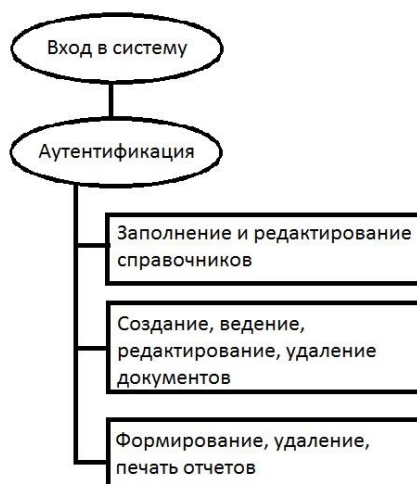 Вход в систему
Аутентификация
Заполнение и редактирование
справочников
Создание, ведение,
редактирование, удаление
документов
Формирование, удаление,
печать отчетов